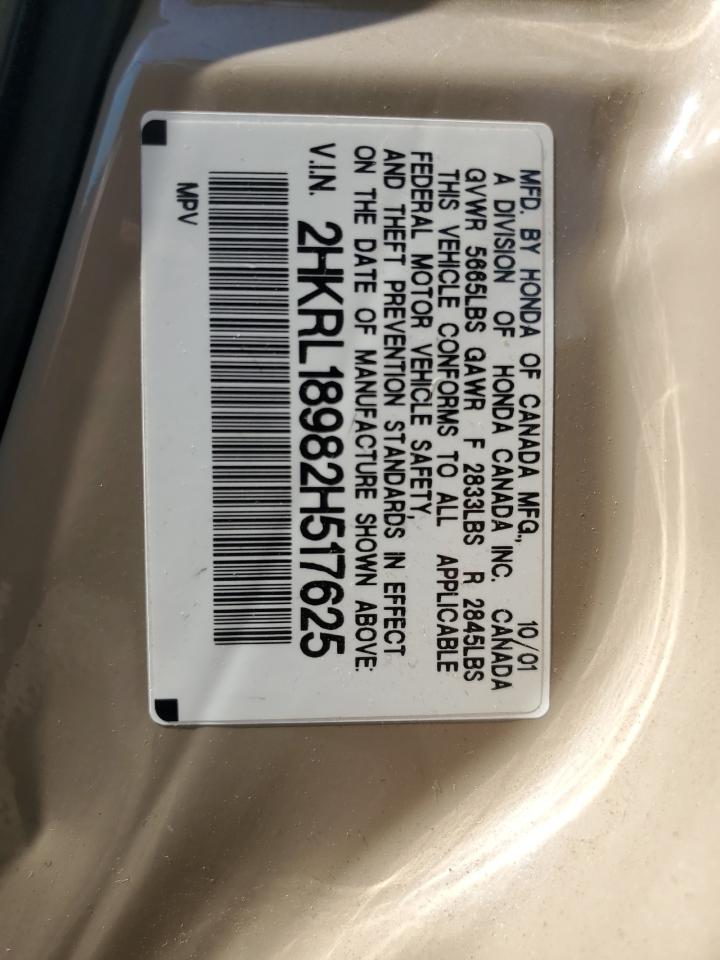 MFD. BY HONDA OF CANADA MFG., 10/01
A DIVISION OF HONDA CANADA INC. CANADA
GVWR 5665LBS GAWR F 2833LBS R 2845LBS
THIS VEHICLE CONFORMS TO ALL APPLICABLE
FEDERAL MOTOR VEHICLE SAFETY
AND THEFT PREVENTION STANDARDS IN EFFECT
ON THE DATE OF MANUFACTURE SHOWN ABOVE:
V.I.N. 2HKRL18982H517625
MPV